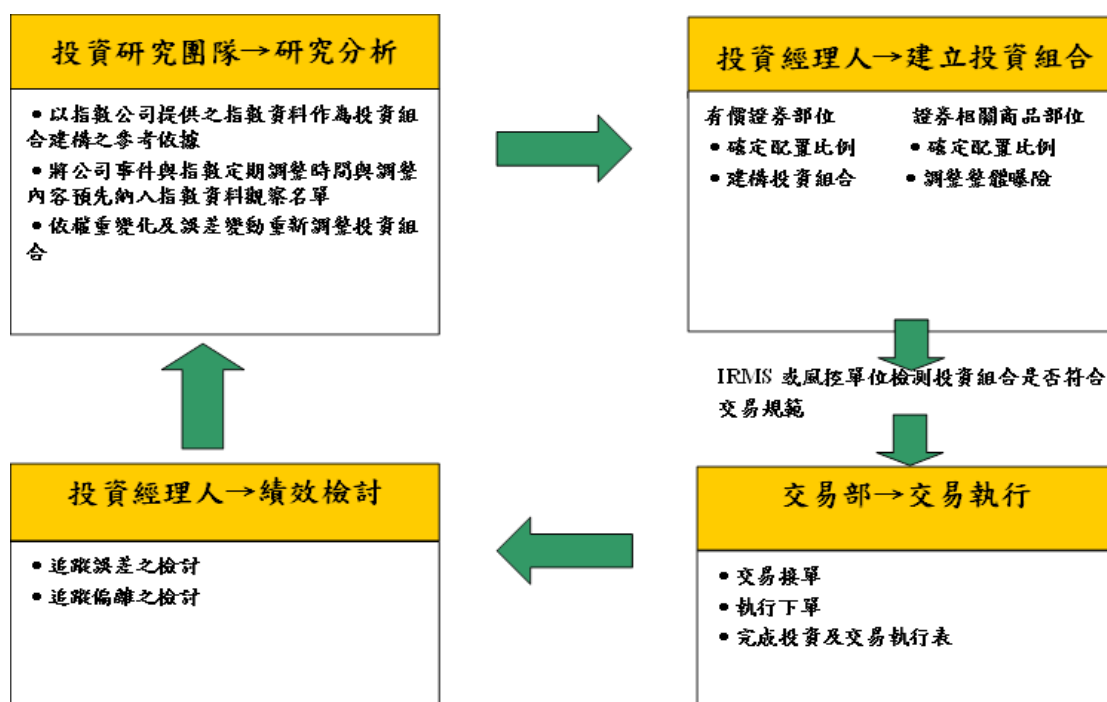 投資研究團隊→研究分析
• 以指數公司提供之指數資料作為投資組
合建構之參考依據
• 將公司事件與指數定期調整時間與調整
內容預先納入指數資料觀察名單
• 依權重變化及誤差變動重新調整投資組
合
投資經理人→建立投資組合
有價證券部位
• 確定配置比例
• 建構投資組合
證券相關商品部位
• 確定配置比例
• 調整整體曝險
IRMS 或風控單位檢測投資組合是否符合
交易規範
交易部→交易執行
• 交易接單
• 執行下單
• 完成投資及交易執行表
投資經理人→績效檢討
• 追蹤誤差之檢討
• 追蹤偏離之檢討